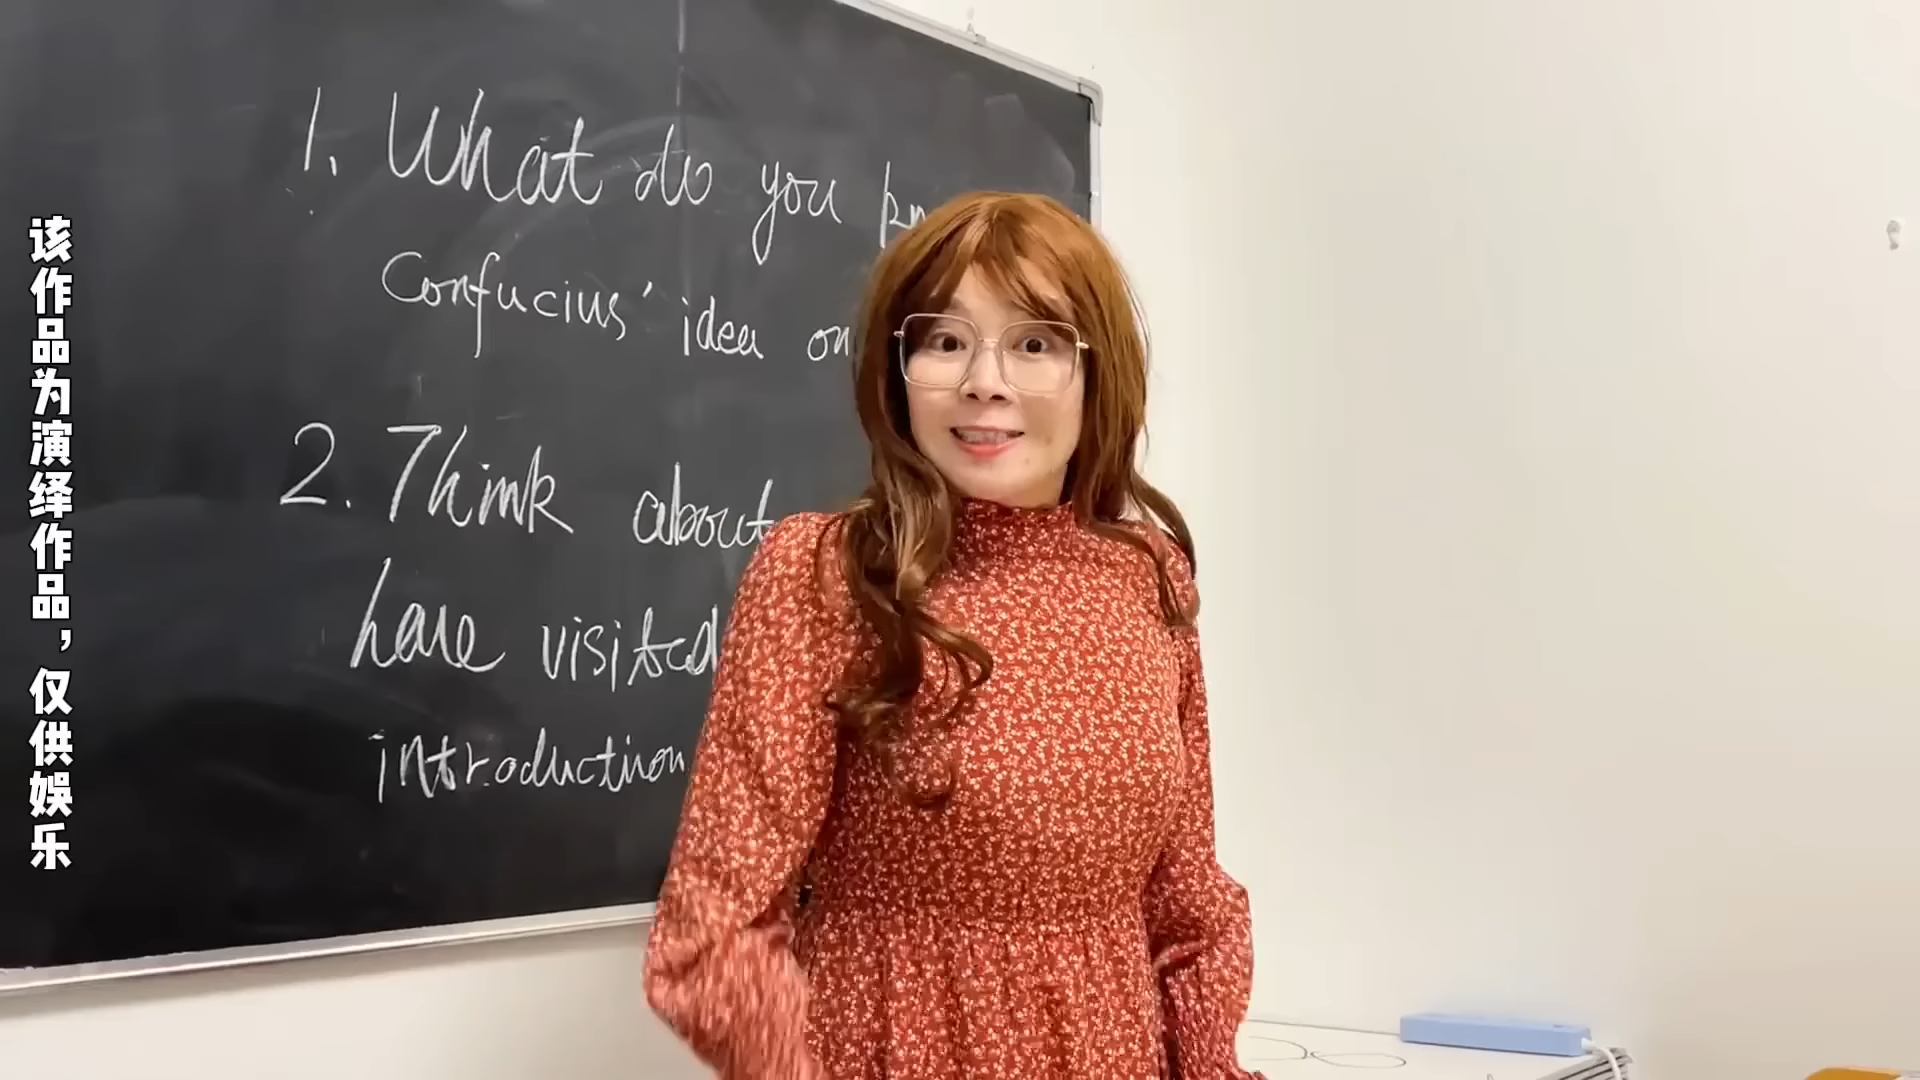 该作品为演绎作品，仅供娱乐
1. What do you kn
Confucius' idea on
2. Think about
have visited
introduction